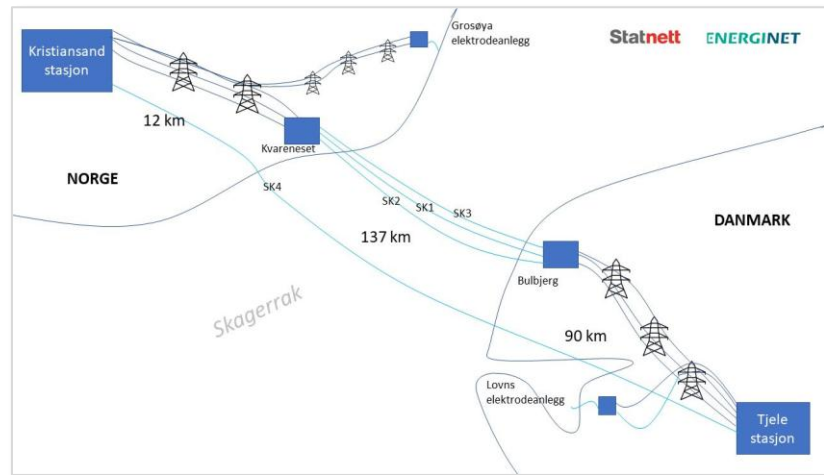 Kristiansand
stasjon
Grosøya
elektrodeanlegg
Statnett
ENERGINET
12 km
Kvareneset
NORGE
SK4
SK2
SK1
SK3
137 km
DANMARK
Bulbjerg
Skagerrak
90 km
Lovns
elektrodeanlegg
Tjele
stasjon